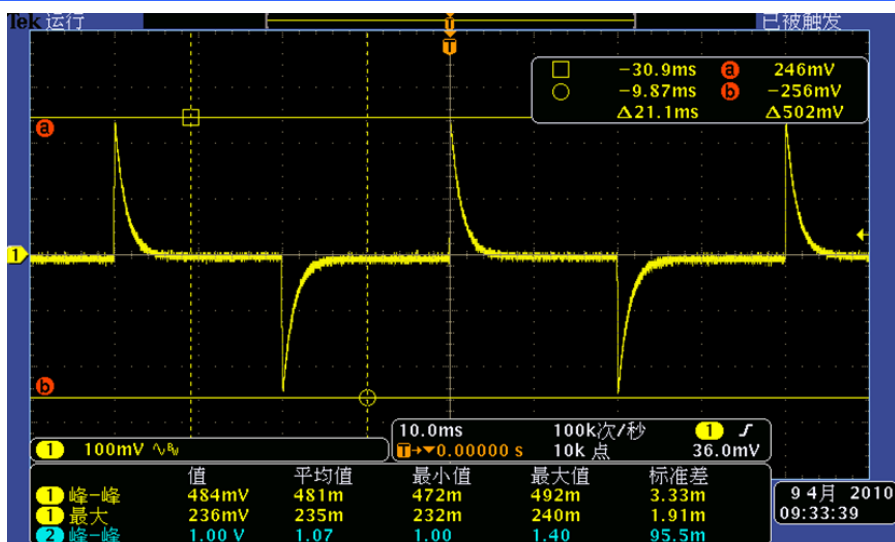 Tek 运行 T 已被触发
T
□ -30.9ms a 246mV
○ -9.87ms b -256mV
Δ21.1ms Δ502mV
a
1
b
1 100mV ∿BW
10.0ms 100k次/秒 1 ∫
T→▼0.00000 s 10k 点 36.0mV
值 平均值 最小值 最大值 标准差
1 峰-峰 484mV 481m 472m 492m 3.33m
1 最大 236mV 235m 232m 240m 1.91m
2 峰-峰 1.00 V 1.07 1.00 1.40 95.5m
9 4月 2010
09:33:39